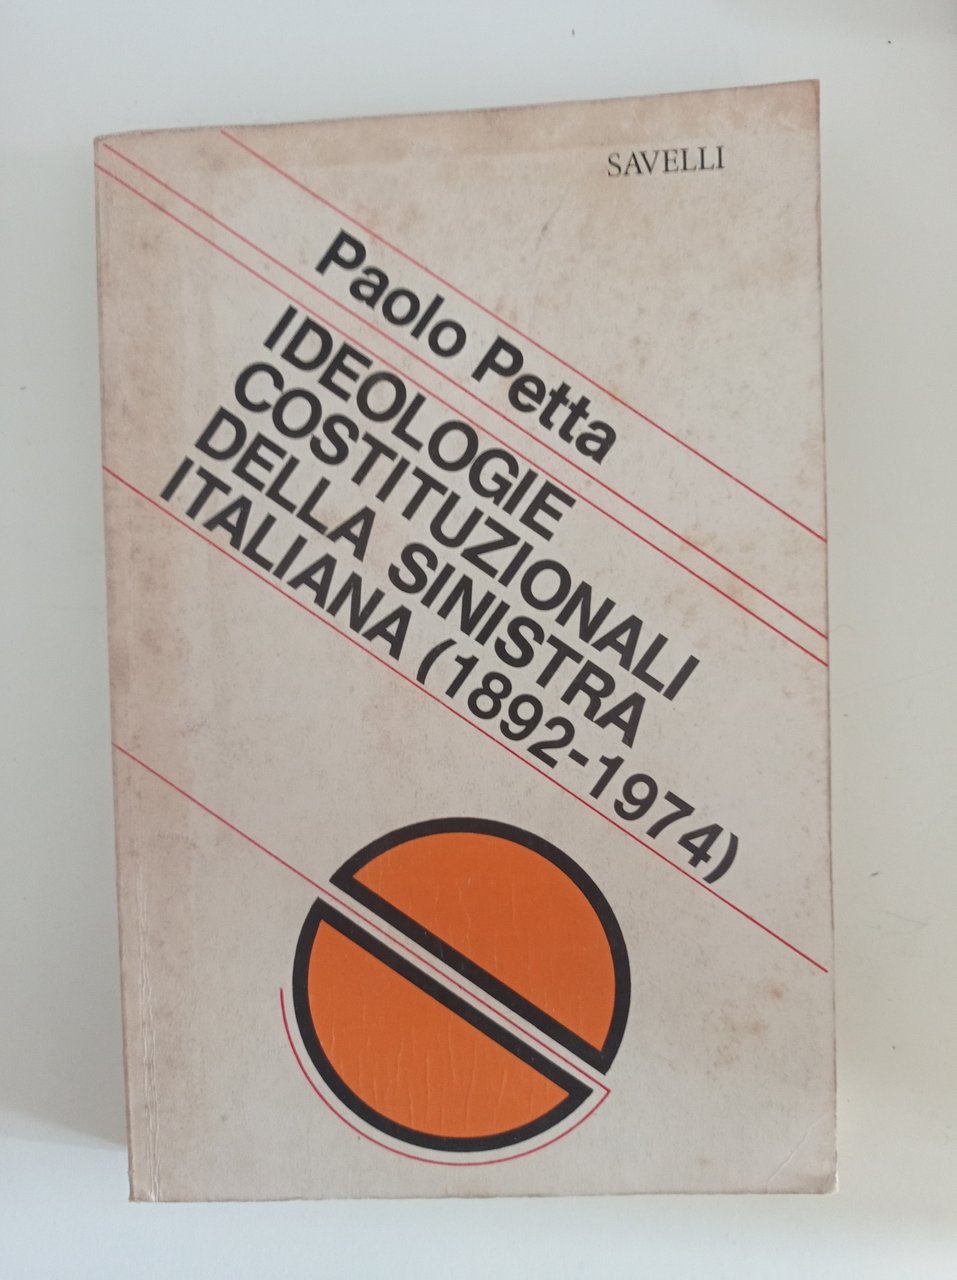 SAVELLI
Paolo Petta
IDEOLOGIE
COSTITUZIONALI
DELLA SINISTRA
ITALIANA (1892-1974)